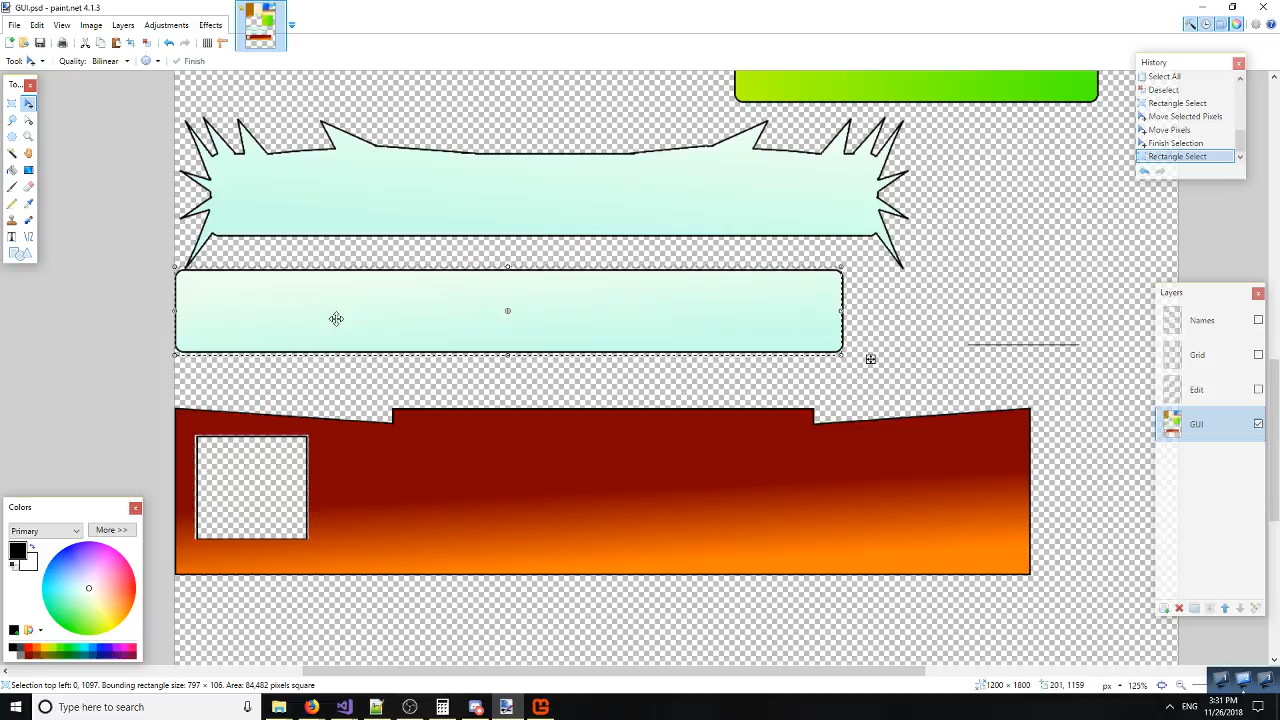 GUI.psd - paint.net 4.1.3
File Edit View Image Layers Adjustments Effects
Tool: Quality: Bilinear Finish
To...
History
Select All
Deselect
Rectangle Select
Move Selected Pixels
Move Pixels
Finish Selection
Rectangle Select
Layers
Names
Grid
Edit
GUI
Colors
Primary More >>
Selection top left: 0, 1097. Bounding rectangle size: 797 × 106. Area: 84,482 pixels square 1200 × 1800 201, 1159 px 125%
Type here to search
3:31 PM
11/26/2018